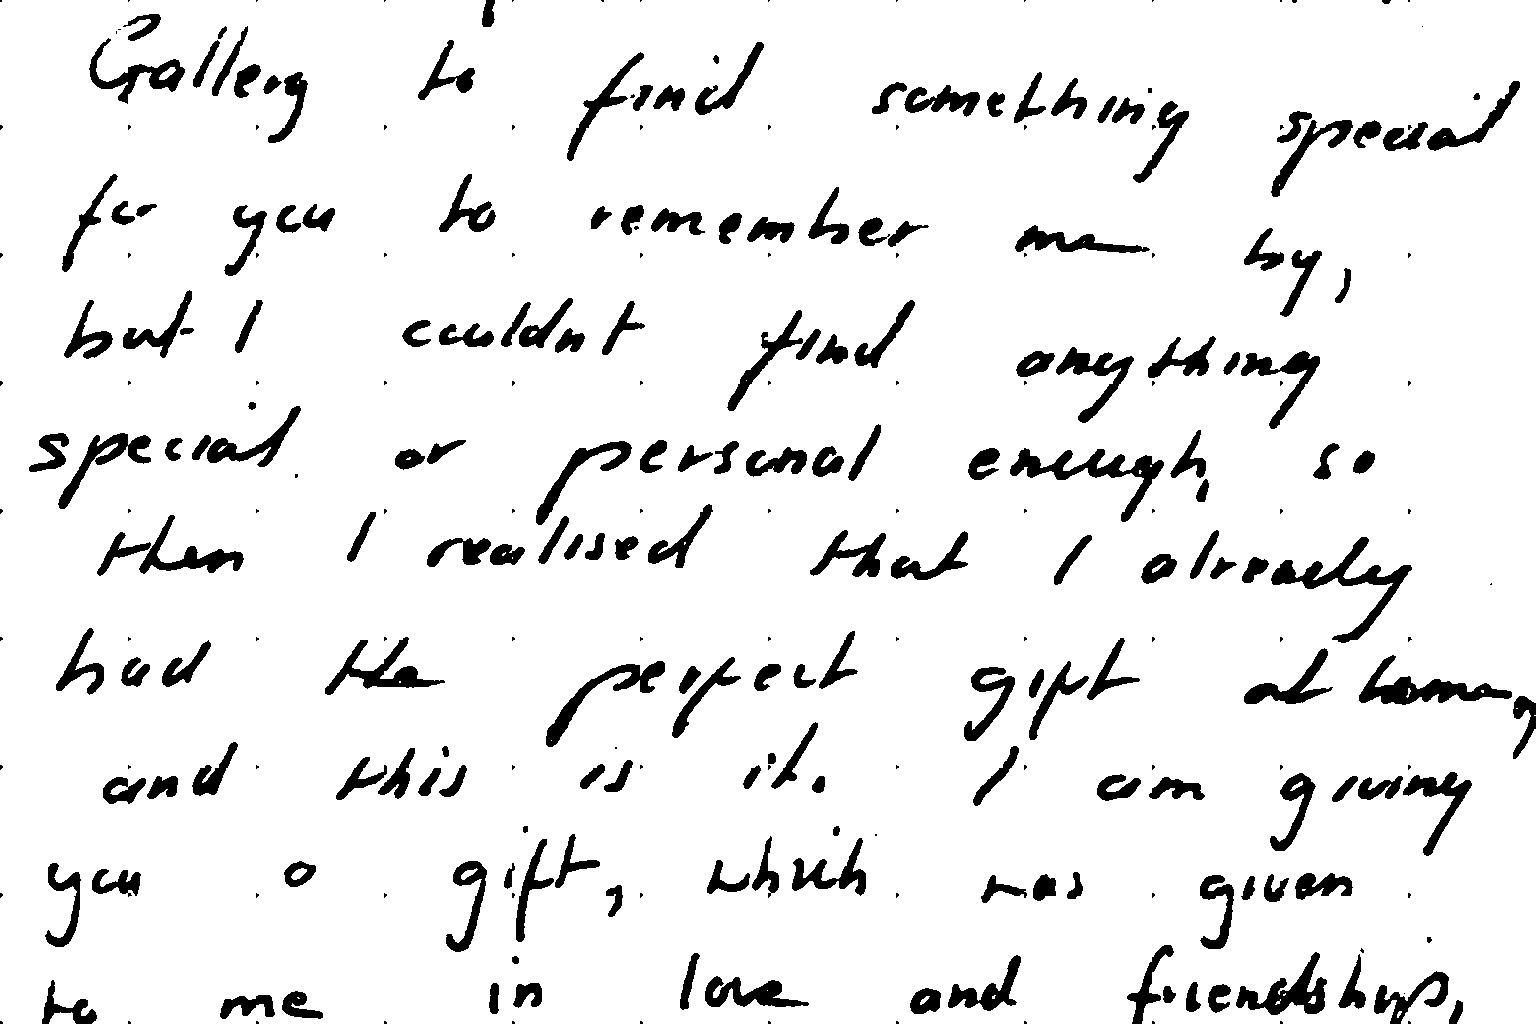 Gallery to find something special
for you to remember me by,
but I couldnt find anything
special or personal enough, so
then I realised that I already
had the perfect gift at home,
and this is it. I am giving
you a gift, which was given
to me in love and friendship,